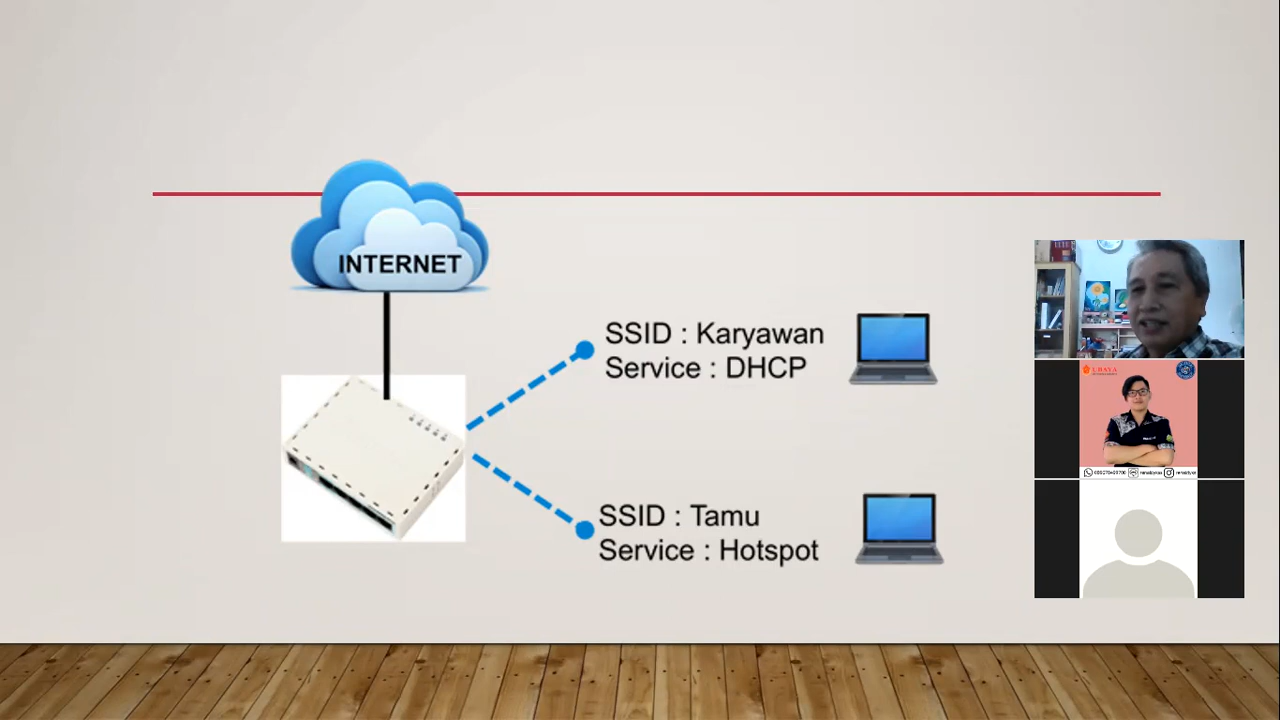 INTERNET
SSID : Karyawan
Service : DHCP
SSID : Tamu
Service : Hotspot